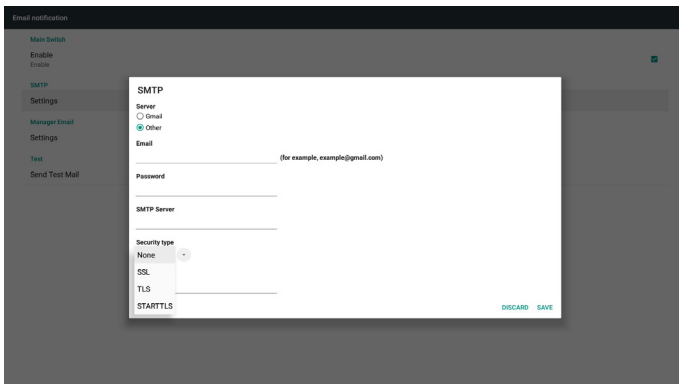 Email notification
Main Switch
Enable
Enable
SMTP
Settings
Manager Email
Settings
Test
Send Test Mail
SMTP
Server
Gmail
Other
Email
(for example, example@gmail.com)
Password
SMTP Server
Security type
None
SSL
TLS
STARTTLS
DISCARD SAVE